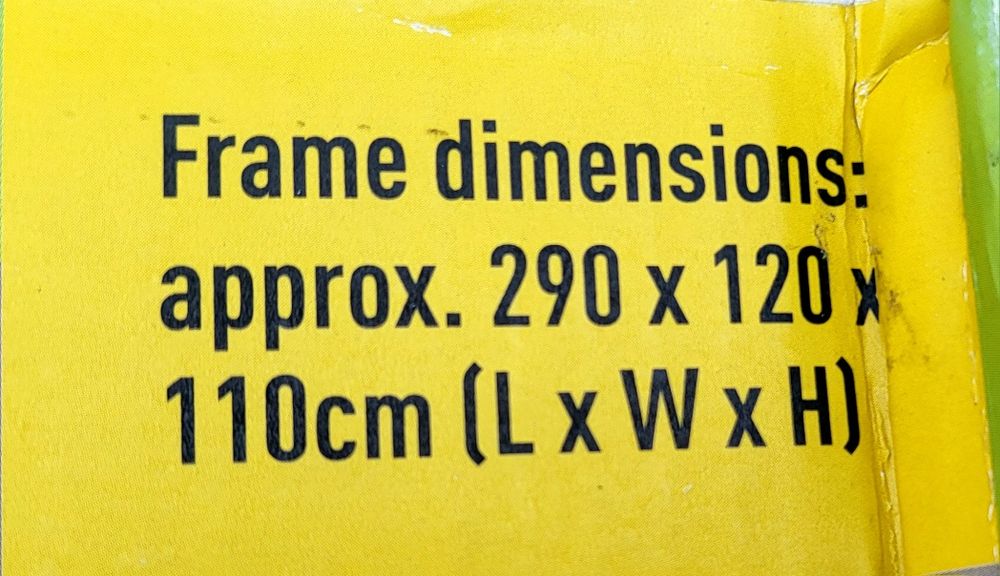 Frame dimensions:
approx. 290 x 120 x
110cm (L x W x H)